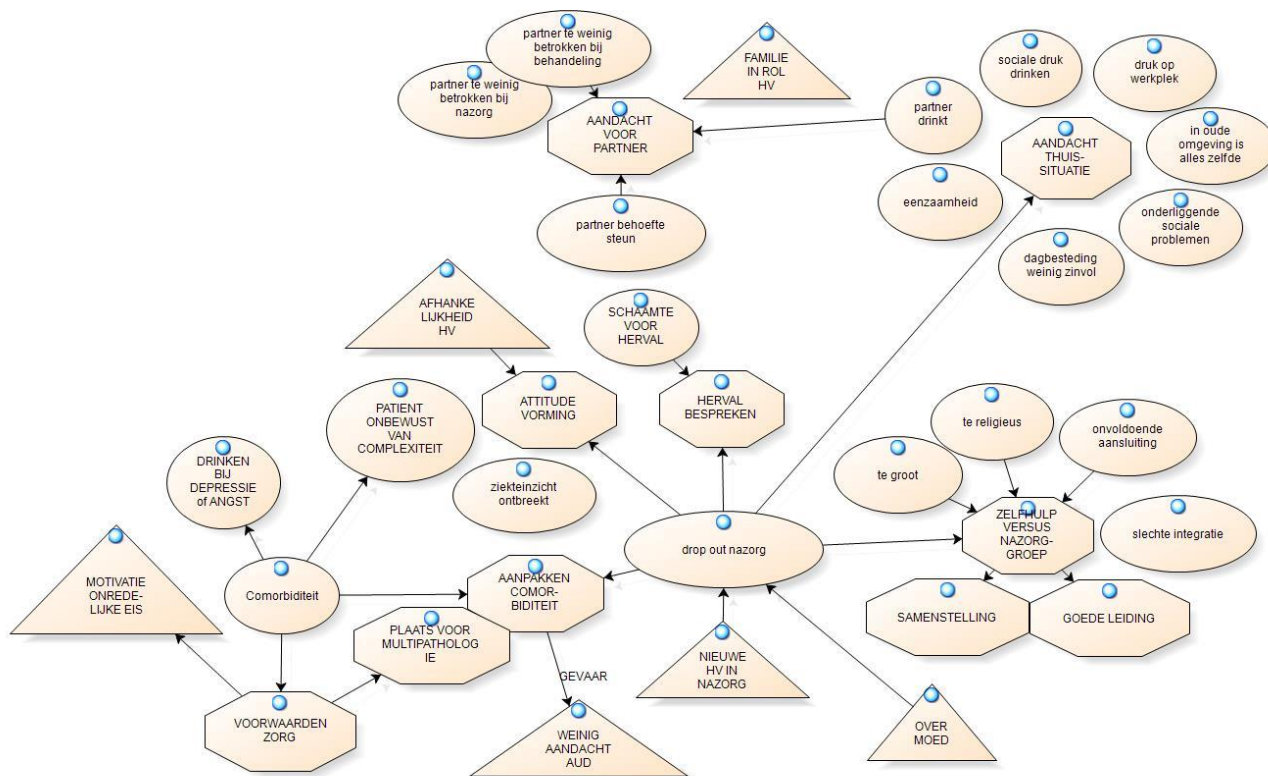 partner te weinig
betrokken bij
behandeling
partner te weinig
betrokken bij
nazorg
AANDACHT
VOOR
PARTNER
partner behoefte
steun
FAMILIE
IN ROL
HV
partner
drinkt
sociale druk
drinken
druk op
werkplek
AANDACHT
THUIS-
SITUATIE
in oude
omgeving is
alles zelfde
eenzaamheid
onderliggende
sociale
problemen
dagbesteding
weinig zinvol
AFHANKE
LIJKHEID
HV
SCHAAMTE
VOOR
HERVAL
ATTITUDE
VORMING
HERVAL
BESPREKEN
PATIENT
ONBEWUST
VAN
COMPLEXITEIT
DRINKEN
BIJ
DEPRESSIE
of ANGST
ziekteinzicht
ontbreekt
te religieus
onvoldoende
aansluiting
te groot
ZELFHULP
VERSUS
NAZORG-
GROEP
slechte integratie
drop out nazorg
MOTIVATIE
ONREDE-
LIJKE EIS
Comorbiditeit
AANPAKKEN
COMOR-
BIDITEIT
SAMENSTELLING
GOEDE LEIDING
PLAATS VOOR
MULTIPATHOLOG
IE
NIEUWE
HV IN
NAZORG
GEVAAR
VOORWAARDEN
ZORG
WEINIG
AANDACHT
AUD
OVER
MOED